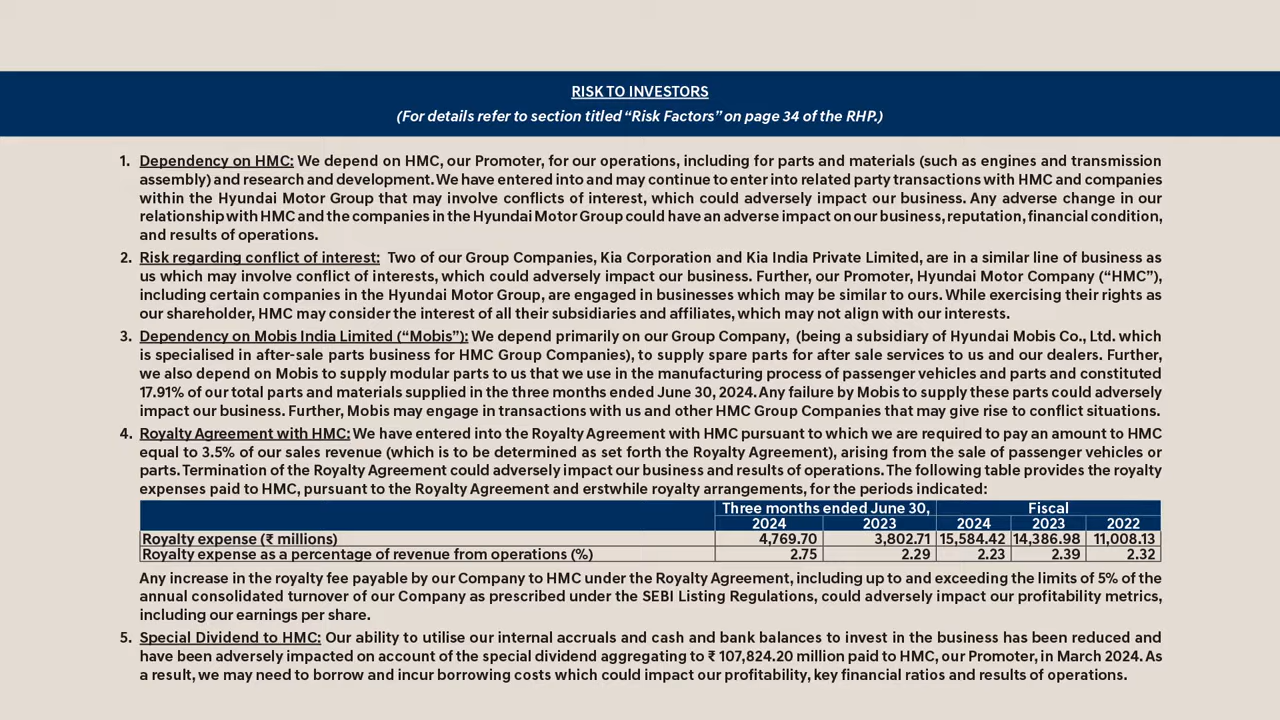 RISK TO INVESTORS
(For details refer to section titled “Risk Factors” on page 34 of the RHP.)
1. Dependency on HMC: We depend on HMC, our Promoter, for our operations, including for parts and materials (such as engines and transmission
assembly) and research and development. We have entered into and may continue to enter into related party transactions with HMC and companies
within the Hyundai Motor Group that may involve conflicts of interest, which could adversely impact our business. Any adverse change in our
relationship with HMC and the companies in the Hyundai Motor Group could have an adverse impact on our business, reputation, financial condition,
and results of operations.
2. Risk regarding conflict of interest: Two of our Group Companies, Kia Corporation and Kia India Private Limited, are in a similar line of business as
us which may involve conflict of interests, which could adversely impact our business. Further, our Promoter, Hyundai Motor Company (“HMC”),
including certain companies in the Hyundai Motor Group, are engaged in businesses which may be similar to ours. While exercising their rights as
our shareholder, HMC may consider the interest of all their subsidiaries and affiliates, which may not align with our interests.
3. Dependency on Mobis India Limited (“Mobis”): We depend primarily on our Group Company, (being a subsidiary of Hyundai Mobis Co., Ltd. which
is specialised in after-sale parts business for HMC Group Companies), to supply spare parts for after sale services to us and our dealers. Further,
we also depend on Mobis to supply modular parts to us that we use in the manufacturing process of passenger vehicles and parts and constituted
17.91% of our total parts and materials supplied in the three months ended June 30, 2024. Any failure by Mobis to supply these parts could adversely
impact our business. Further, Mobis may engage in transactions with us and other HMC Group Companies that may give rise to conflict situations.
4. Royalty Agreement with HMC: We have entered into the Royalty Agreement with HMC pursuant to which we are required to pay an amount to HMC
equal to 3.5% of our sales revenue (which is to be determined as set forth the Royalty Agreement), arising from the sale of passenger vehicles or
parts. Termination of the Royalty Agreement could adversely impact our business and results of operations. The following table provides the royalty
expenses paid to HMC, pursuant to the Royalty Agreement and erstwhile royalty arrangements, for the periods indicated:
Three months ended June 30, Fiscal
2024 2023 2024 2023 2022
Royalty expense (₹ millions) 4,769.70 3,802.71 15,584.42 14,386.98 11,008.13
Royalty expense as a percentage of revenue from operations (%) 2.75 2.29 2.23 2.39 2.32
Any increase in the royalty fee payable by our Company to HMC under the Royalty Agreement, including up to and exceeding the limits of 5% of the
annual consolidated turnover of our Company as prescribed under the SEBI Listing Regulations, could adversely impact our profitability metrics,
including our earnings per share.
5. Special Dividend to HMC: Our ability to utilise our internal accruals and cash and bank balances to invest in the business has been reduced and
have been adversely impacted on account of the special dividend aggregating to ₹ 107,824.20 million paid to HMC, our Promoter, in March 2024. As
a result, we may need to borrow and incur borrowing costs which could impact our profitability, key financial ratios and results of operations.